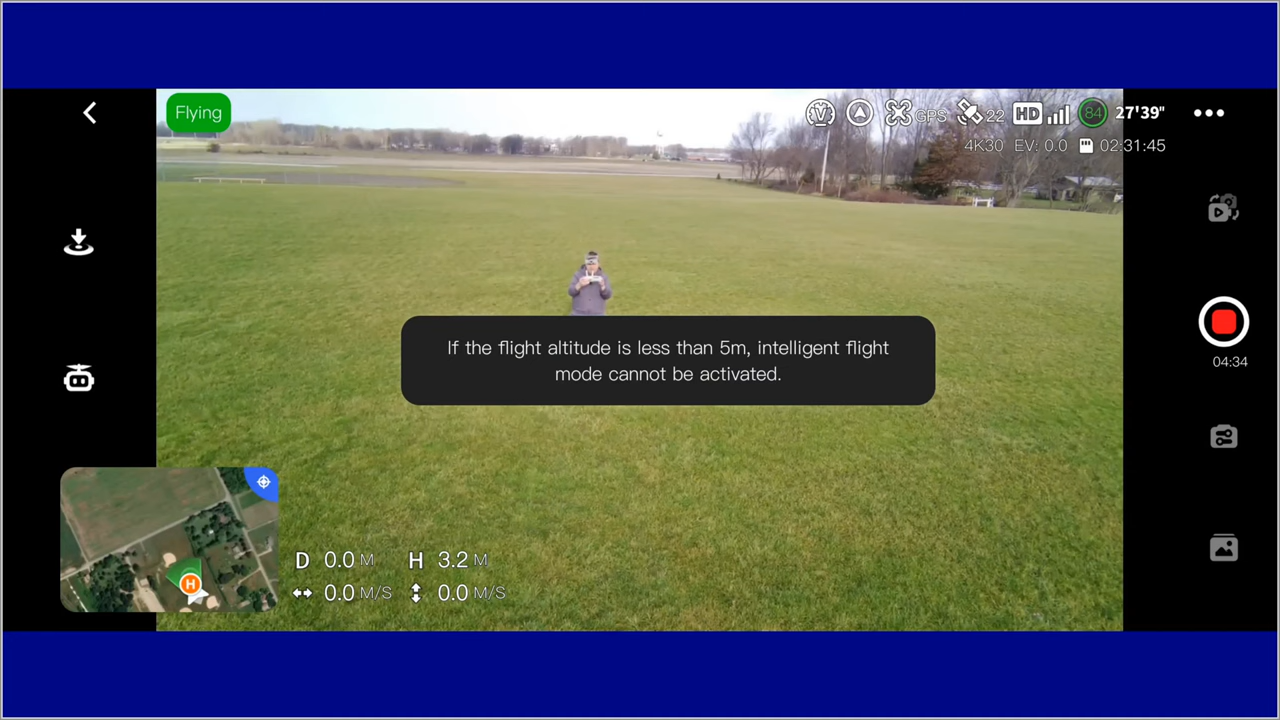 Flying
V
GPS
22
HD
84
27'39"
4K30 EV: 0.0 02:31:45
04:34
If the flight altitude is less than 5m, intelligent flight
mode cannot be activated.
H
D 0.0 M H 3.2 M
0.0 M/S 0.0 M/S